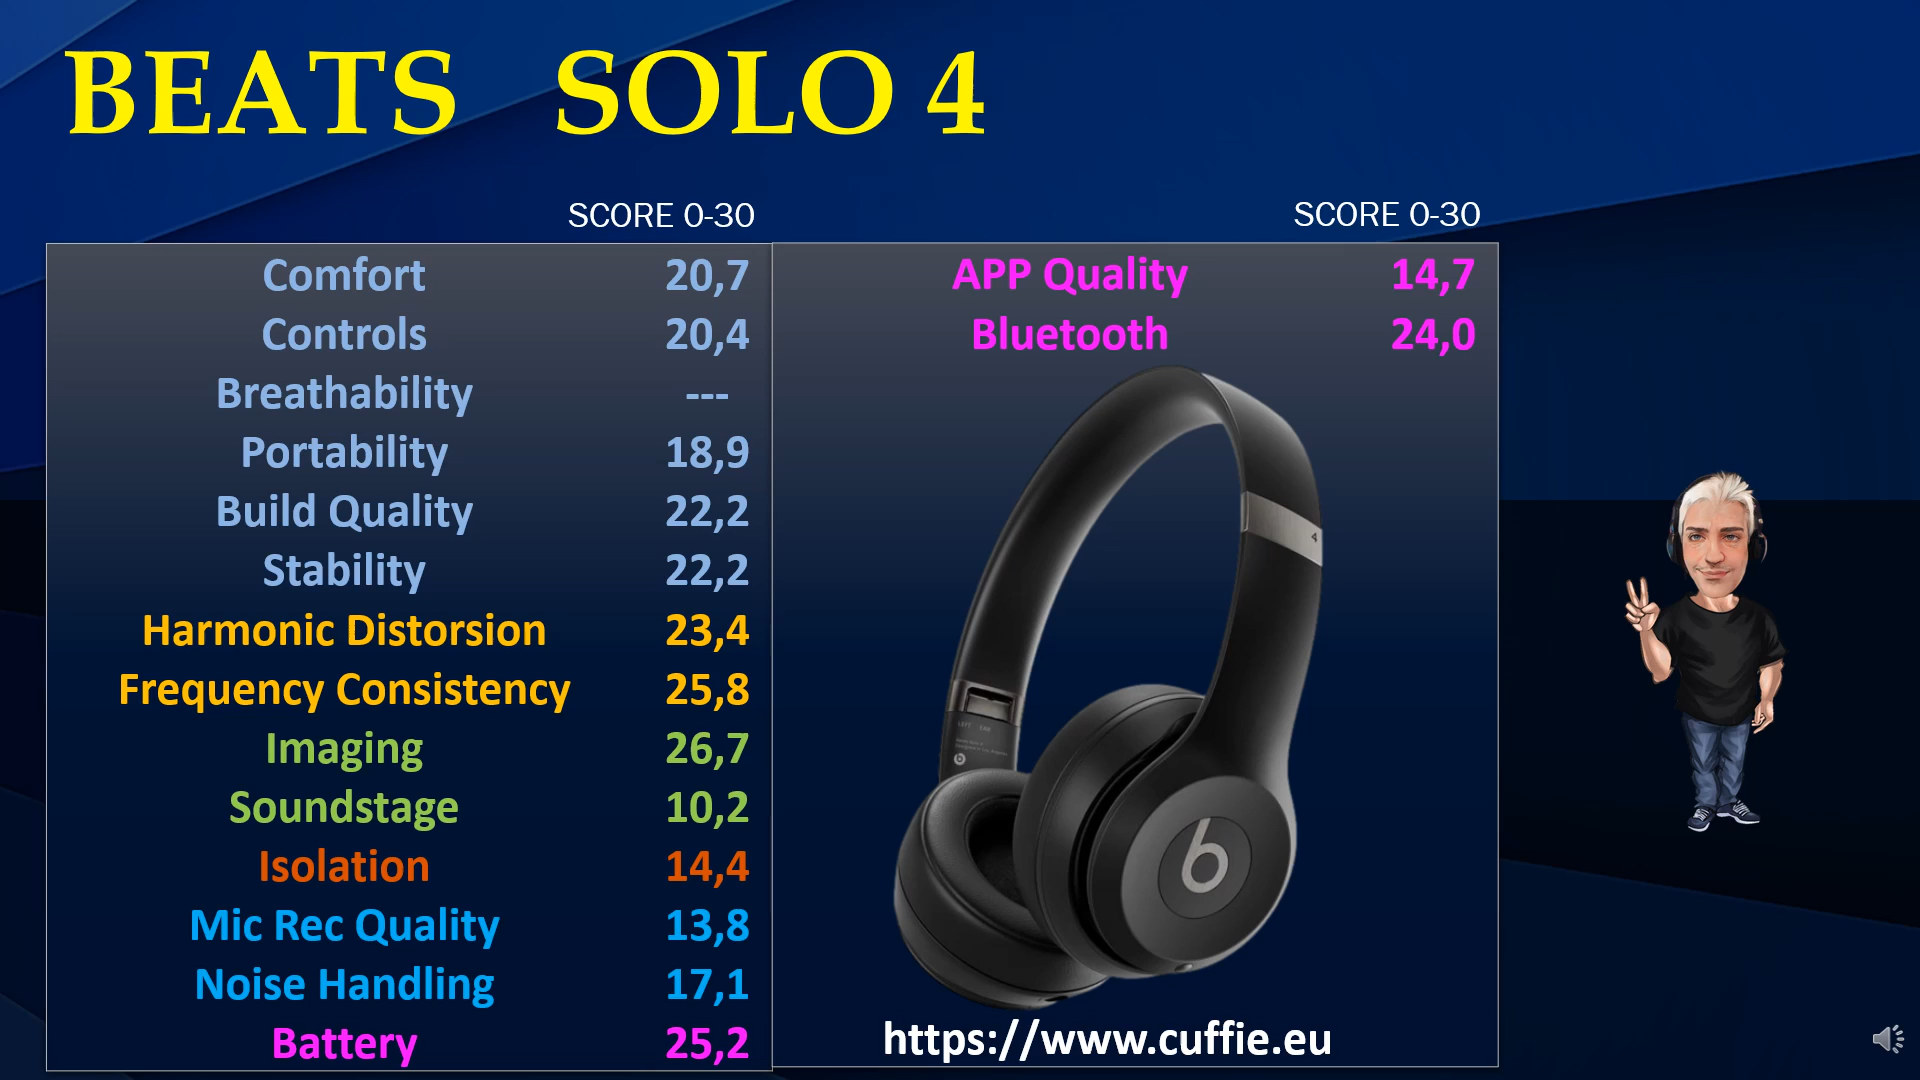 BEATS SOLO 4
SCORE 0-30
Comfort 20,7
Controls 20,4
Breathability ---
Portability 18,9
Build Quality 22,2
Stability 22,2
Harmonic Distorsion 23,4
Frequency Consistency 25,8
Imaging 26,7
Soundstage 10,2
Isolation 14,4
Mic Rec Quality 13,8
Noise Handling 17,1
Battery 25,2
SCORE 0-30
APP Quality 14,7
Bluetooth 24,0
4
b
https://www.cuffie.eu